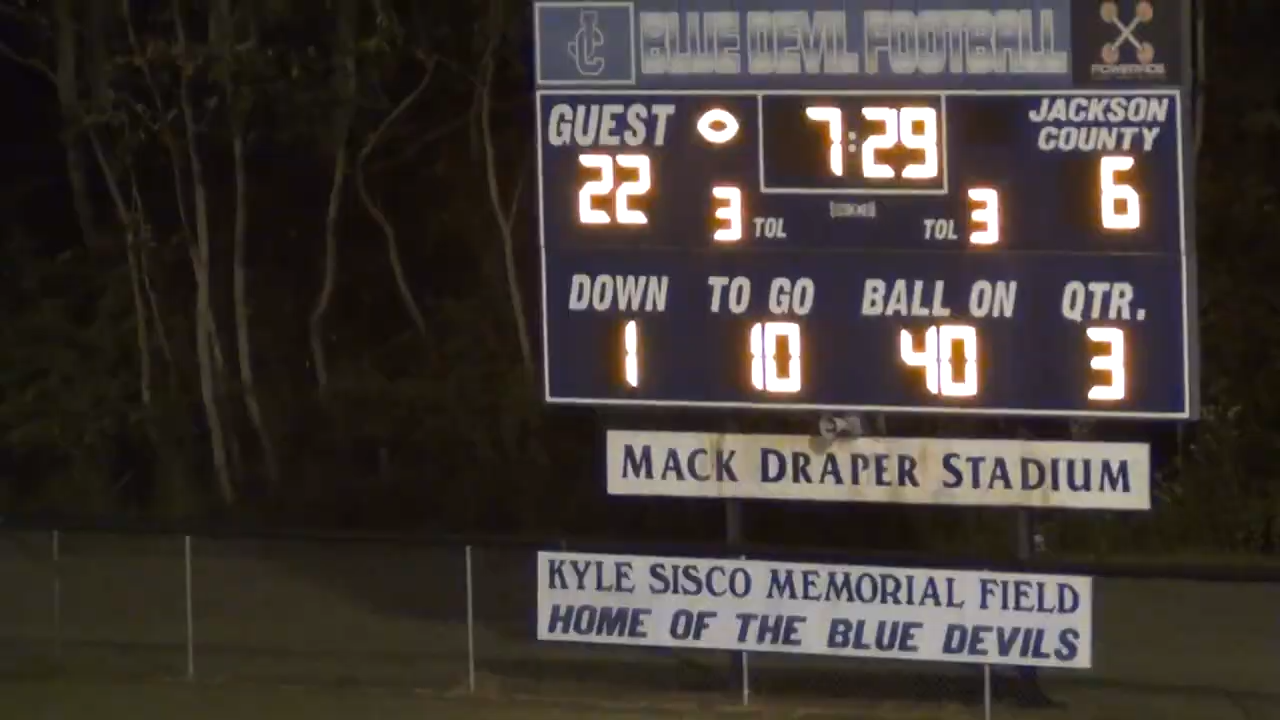 JC BLUE DEVIL FOOTBALL POWERADE
GUEST 7:29 JACKSON COUNTY
22 3 TOL TOL 3 6
DOWN TO GO BALL ON QTR.
1 10 40 3
MACK DRAPER STADIUM
KYLE SISCO MEMORIAL FIELD
HOME OF THE BLUE DEVILS